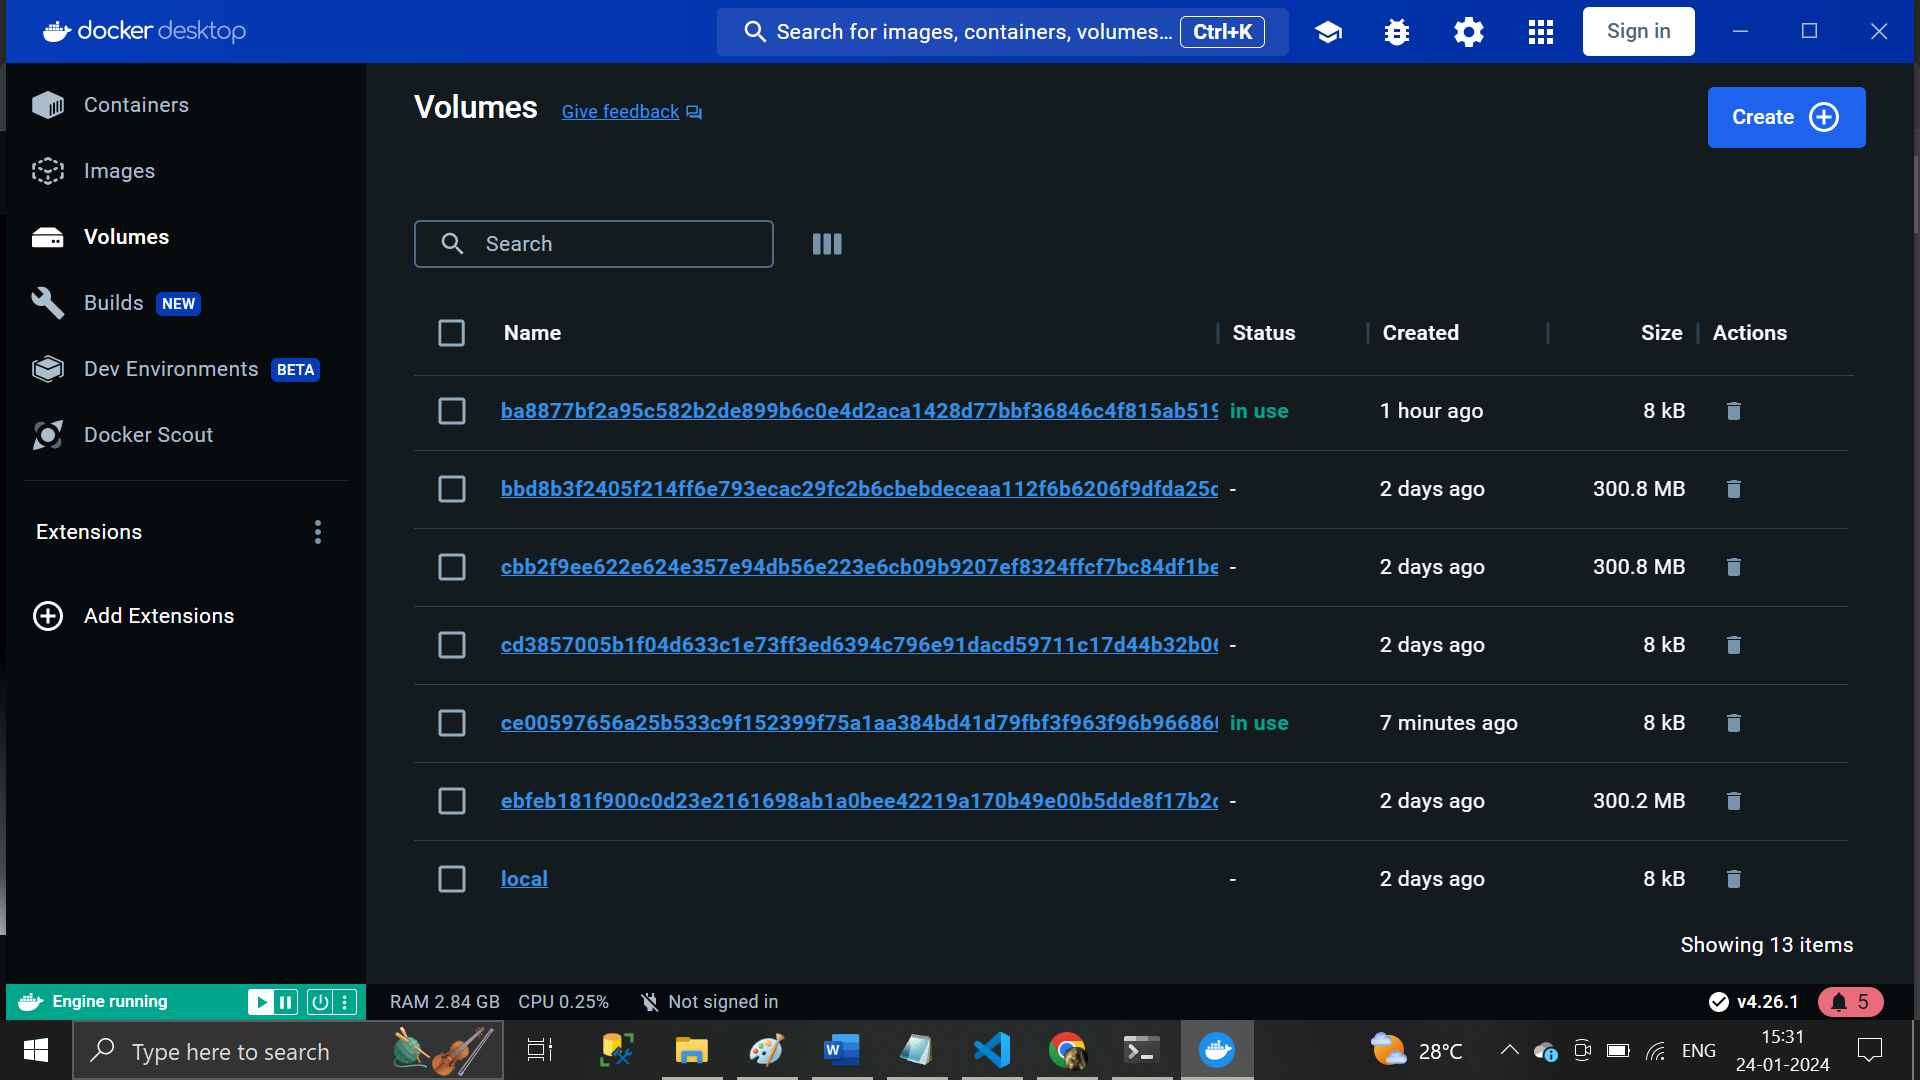 docker desktop
Search for images, containers, volumes... Ctrl+K
Sign in
Containers
Images
Volumes
Builds NEW
Dev Environments BETA
Docker Scout
Extensions
Add Extensions
Volumes Give feedback
Create
Search
Name Status Created Size Actions
ba8877bf2a95c582b2de899b6c0e4d2aca1428d77bbf36846c4f815ab519 in use 1 hour ago 8 kB
bbd8b3f2405f214ff6e793ecac29fc2b6cbebdeceaa112f6b6206f9dfda25 - 2 days ago 300.8 MB
cbb2f9ee622e624e357e94db56e223e6cb09b9207ef8324ffcf7bc84df1be - 2 days ago 300.8 MB
cd3857005b1f04d633c1e73ff3ed6394c796e91dacd59711c17d44b32b0 - 2 days ago 8 kB
ce00597656a25b533c9f152399f75a1aa384bd41d79fbf3f963f96b96686 in use 7 minutes ago 8 kB
ebfeb181f900c0d23e2161698ab1a0bee42219a170b49e00b5dde8f17b2 - 2 days ago 300.2 MB
local - 2 days ago 8 kB
Showing 13 items
Engine running RAM 2.84 GB CPU 0.25% Not signed in v4.26.1 5
Type here to search 28°C ENG 15:31
24-01-2024